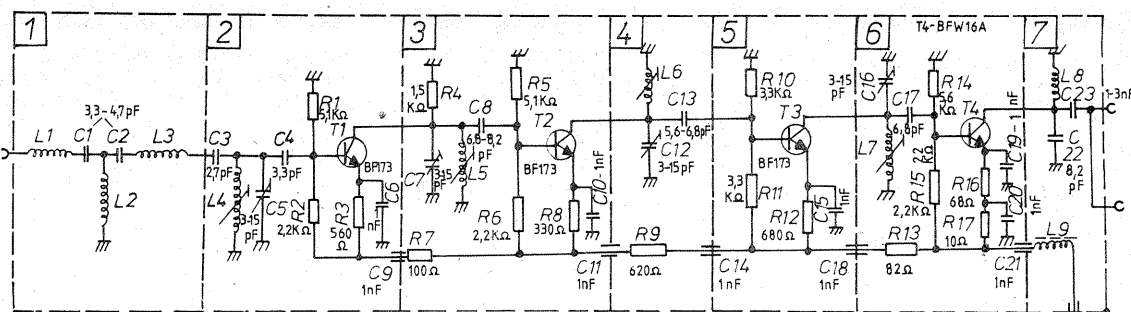 1
L1
C1
3,3-4,7pF
C2
L3
L2
2
C3
2,7pF
L4
3-15
pF
C5
C4
3,3pF
R1
5,1KΩ
T1
BF173
R2
2,2KΩ
R3
560
Ω
C6
1nF
C9
1nF
3
1,5
KΩ
R4
C7
3-15
pF
L5
C8
6,8-8,2
pF
R5
5,1KΩ
T2
BF173
R6
2,2KΩ
R7
100Ω
R8
330Ω
C10-1nF
C11
1nF
4
L6
C13
5,6-6,8pF
C12
3-15pF
R9
620Ω
5
R10
3,3KΩ
T3
BF173
3,3
KΩ
R11
R12
680Ω
C15
1nF
C14
1nF
C18
1nF
6
T4-BFW16A
3-15
pF
C16
C17
6,8pF
L7
R14
5,6
KΩ
T4
22
KΩ
R15
2,2KΩ
C19-1nF
R16
68Ω
C20
R17
10Ω
1nF
R13
82Ω
C21
1nF
7
L8
C23
1-3nF
C
22
8,2
pF
L9